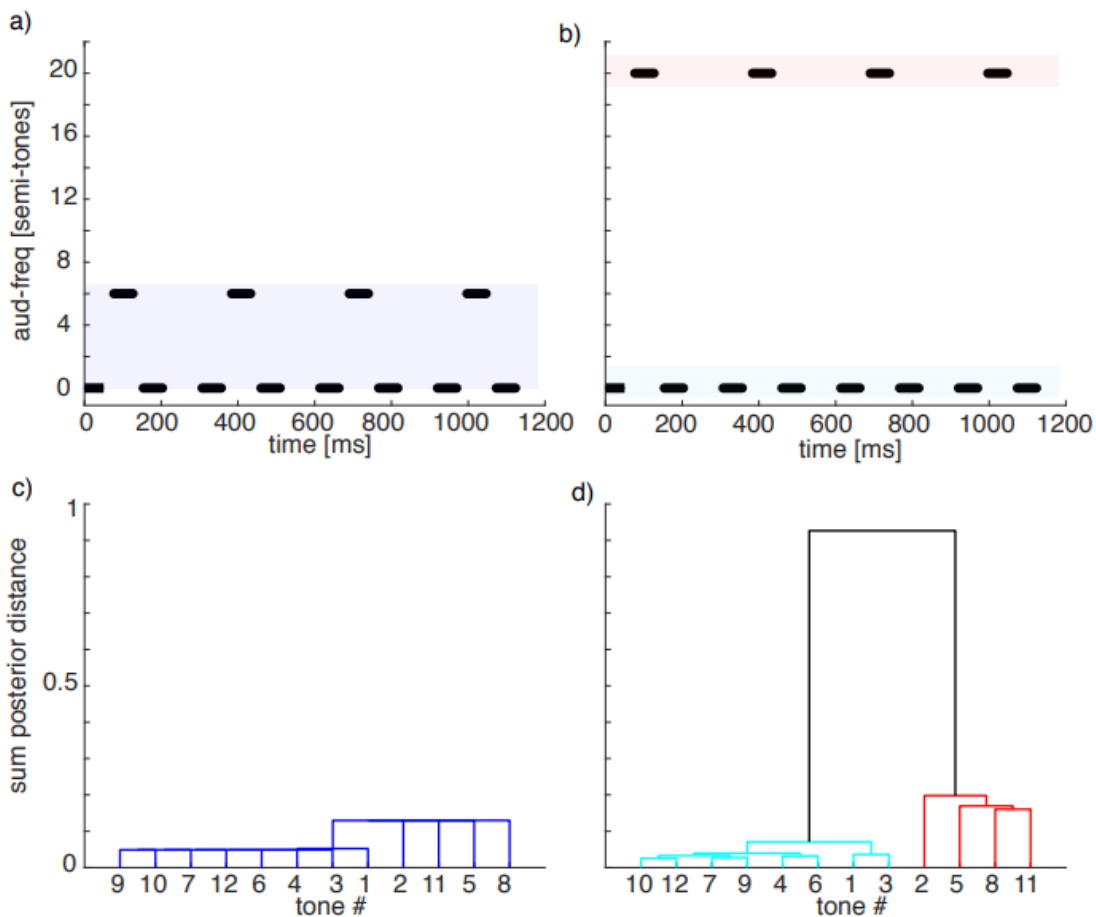 a)
b)
aud-freq [semi-tones]
20
16
12
8
4
0
0 200 400 600 800 1000 1200
time [ms]
0 200 400 600 800 1000 1200
time [ms]
c)
d)
sum posterior distance
1
0.5
0
9 10 7 12 6 4 3 1 2 11 5 8
tone #
10 12 7 9 4 6 1 3 2 5 8 11
tone #